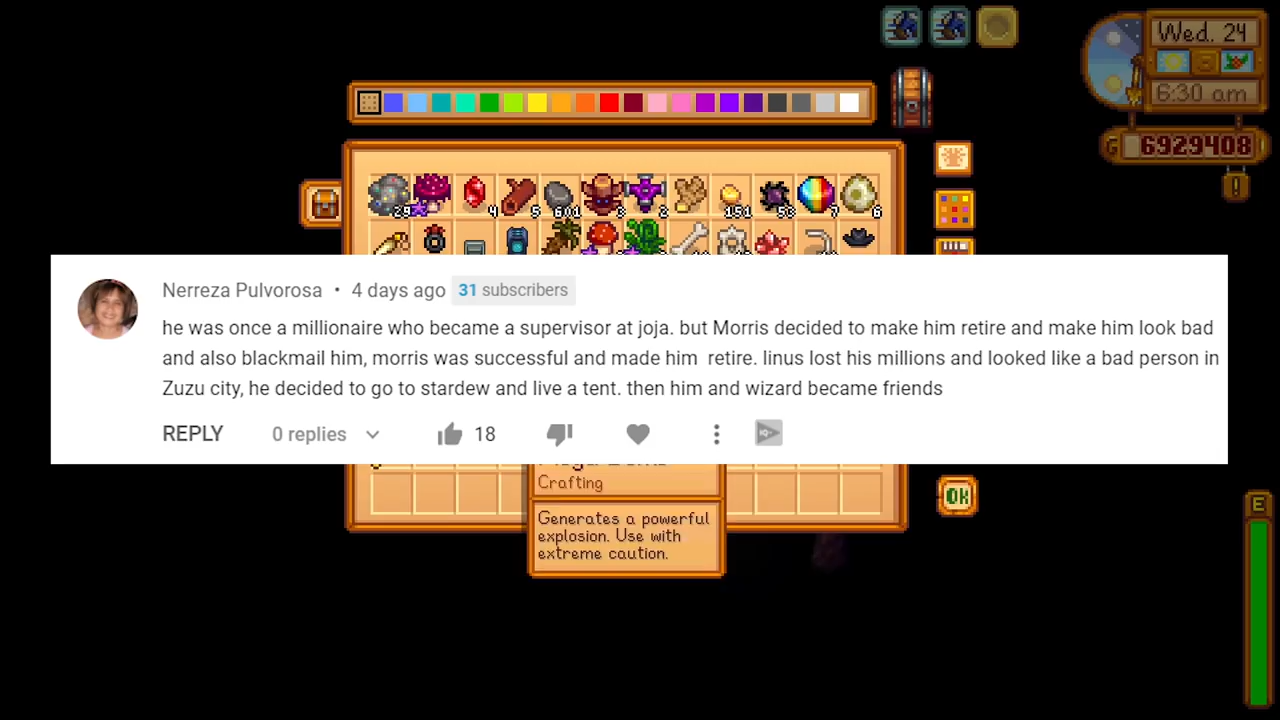 Wed. 24
6:30 am
G 6929408
29 4 5 601 3 2 151 53 6
Nerreza Pulvorosa • 4 days ago 31 subscribers
he was once a millionaire who became a supervisor at joja. but Morris decided to make him retire and make him look bad
and also blackmail him, morris was successful and made him  retire. linus lost his millions and looked like a bad person in
Zuzu city, he decided to go to stardew and live a tent. then him and wizard became friends
REPLY 0 replies 18
Crafting
OK
Generates a powerful
explosion. Use with
extreme caution.
E